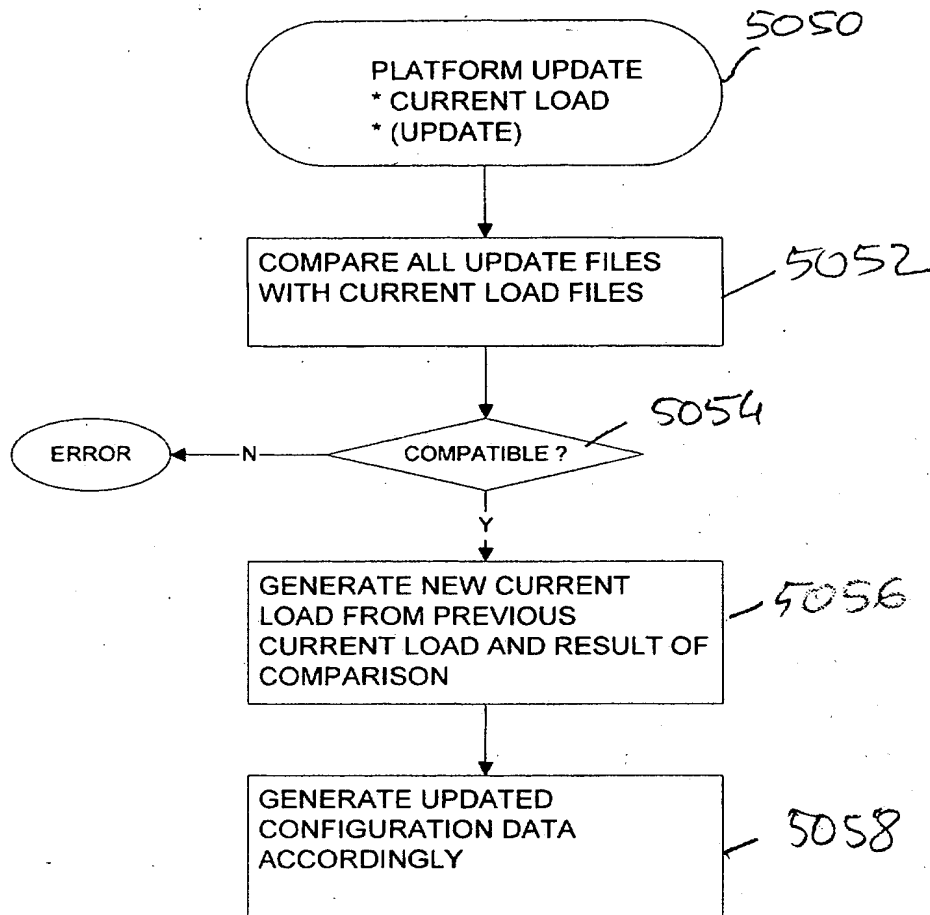 5050
PLATFORM UPDATE
* CURRENT LOAD
* (UPDATE)
COMPARE ALL UPDATE FILES
WITH CURRENT LOAD FILES
5052
5054
ERROR
N
COMPATIBLE ?
Y
GENERATE NEW CURRENT
LOAD FROM PREVIOUS
CURRENT LOAD AND RESULT OF
COMPARISON
5056
GENERATE UPDATED
CONFIGURATION DATA
ACCORDINGLY
5058